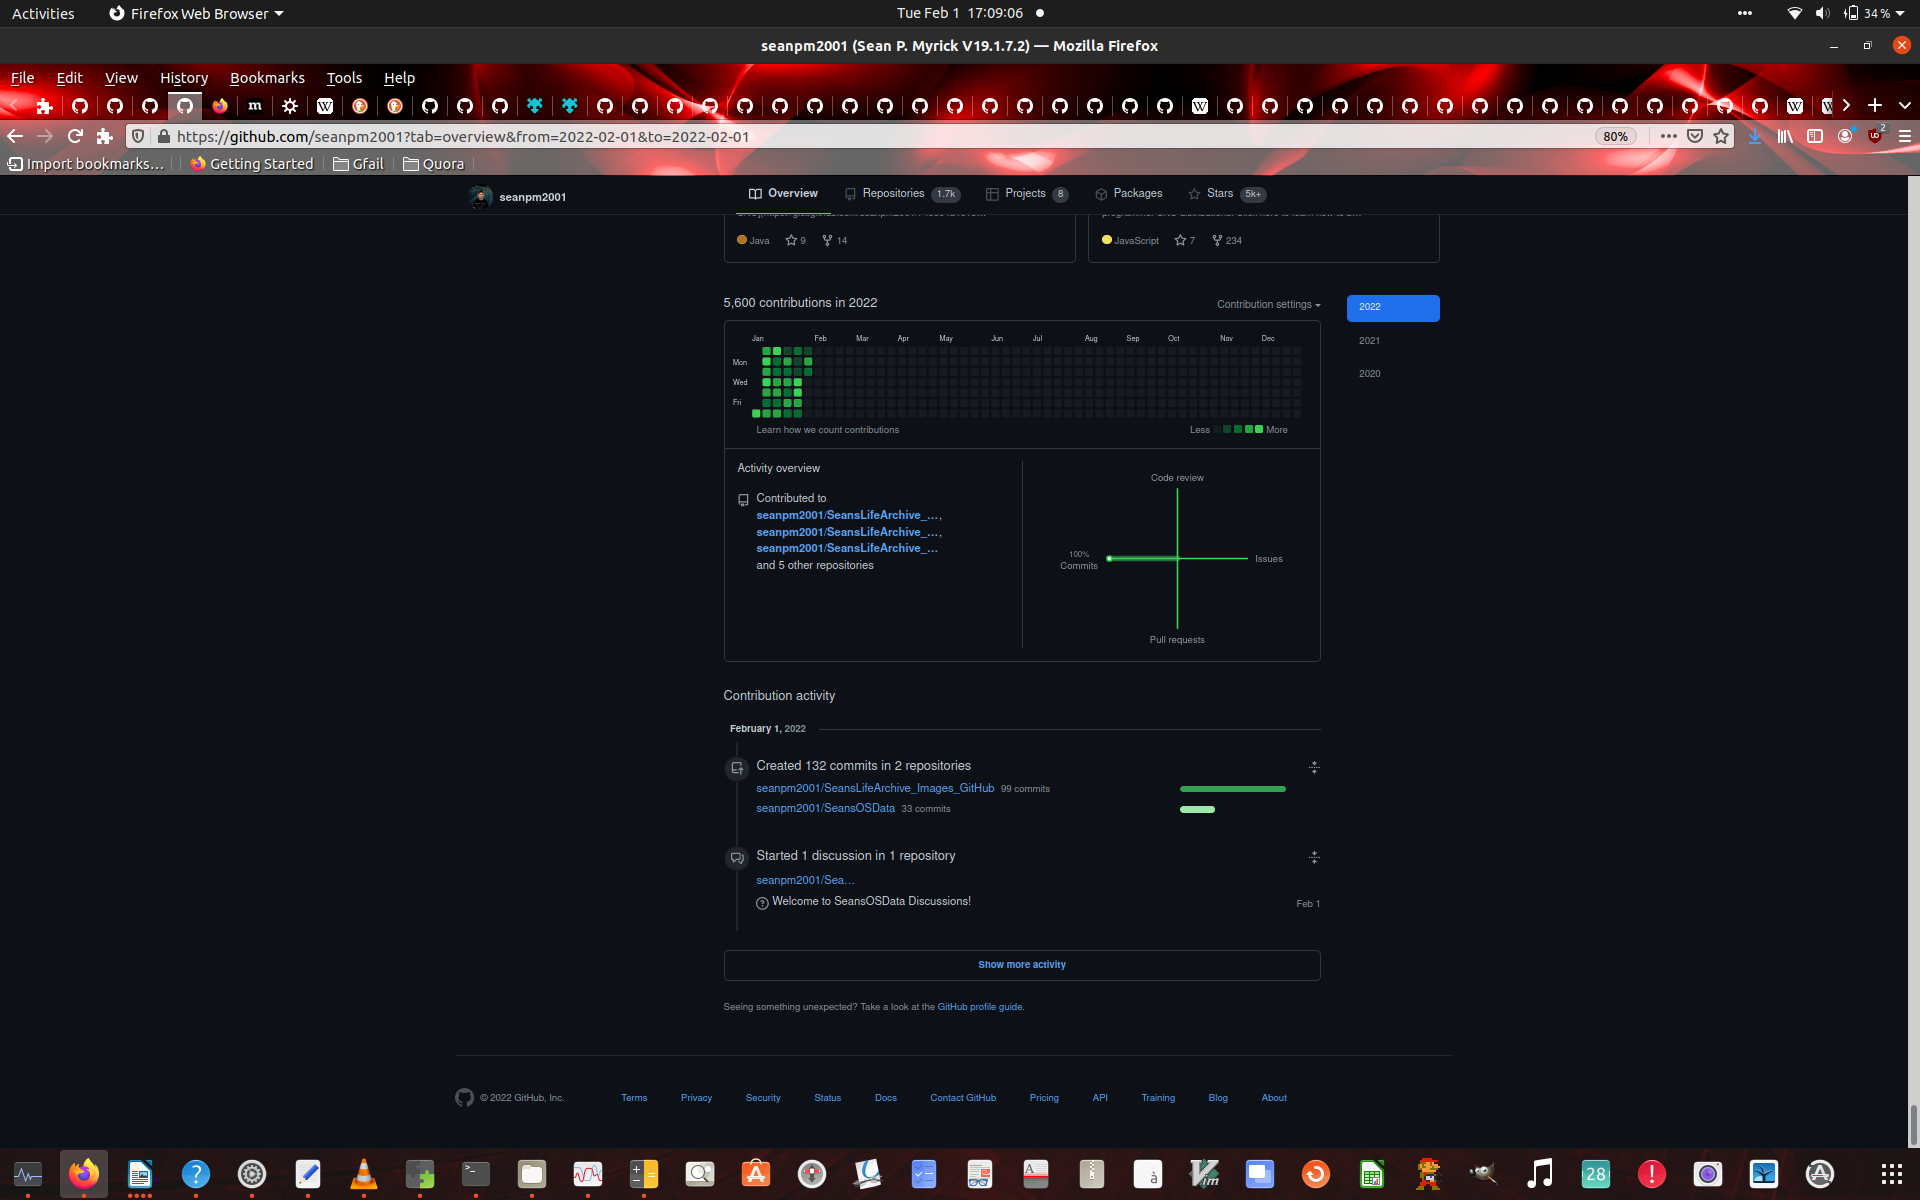 Activities
Firefox Web Browser
Tue Feb 1 17:09:06
34 %
seanpm2001 (Sean P. Myrick V19.1.7.2) — Mozilla Firefox
File Edit View History Bookmarks Tools Help
https://github.com/seanpm2001?tab=overview&from=2022-02-01&to=2022-02-01
80%
2
Import bookmarks... Getting Started Gfail Quora
seanpm2001
Overview Repositories 1.7k Projects 8 Packages Stars 5k+
Java 9 14
JavaScript 7 234
5,600 contributions in 2022
Contribution settings
2022
2021
2020
Jan Feb Mar Apr May Jun Jul Aug Sep Oct Nov Dec
Mon
Wed
Fri
Learn how we count contributions
Less More
Activity overview
Contributed to
seanpm2001/SeansLifeArchive_...,
seanpm2001/SeansLifeArchive_...,
seanpm2001/SeansLifeArchive_...
and 5 other repositories
Code review
100%
Commits
Issues
Pull requests
Contribution activity
February 1, 2022
Created 132 commits in 2 repositories
seanpm2001/SeansLifeArchive_Images_GitHub 99 commits
seanpm2001/SeansOSData 33 commits
Started 1 discussion in 1 repository
seanpm2001/Sea...
Welcome to SeansOSData Discussions!
Feb 1
Show more activity
Seeing something unexpected? Take a look at the GitHub profile guide.
© 2022 GitHub, Inc. Terms Privacy Security Status Docs Contact GitHub Pricing API Training Blog About
28